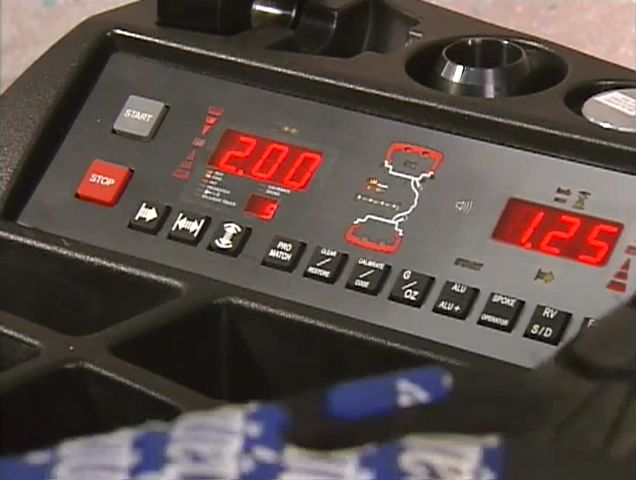 START
STOP
2.00
1.25
PRO
MATCH
CLEAR
RESTORE
CALIBRATE
CODE
G
OZ
ALU
ALU+
SPOKE
OPERATOR
RV
S/D